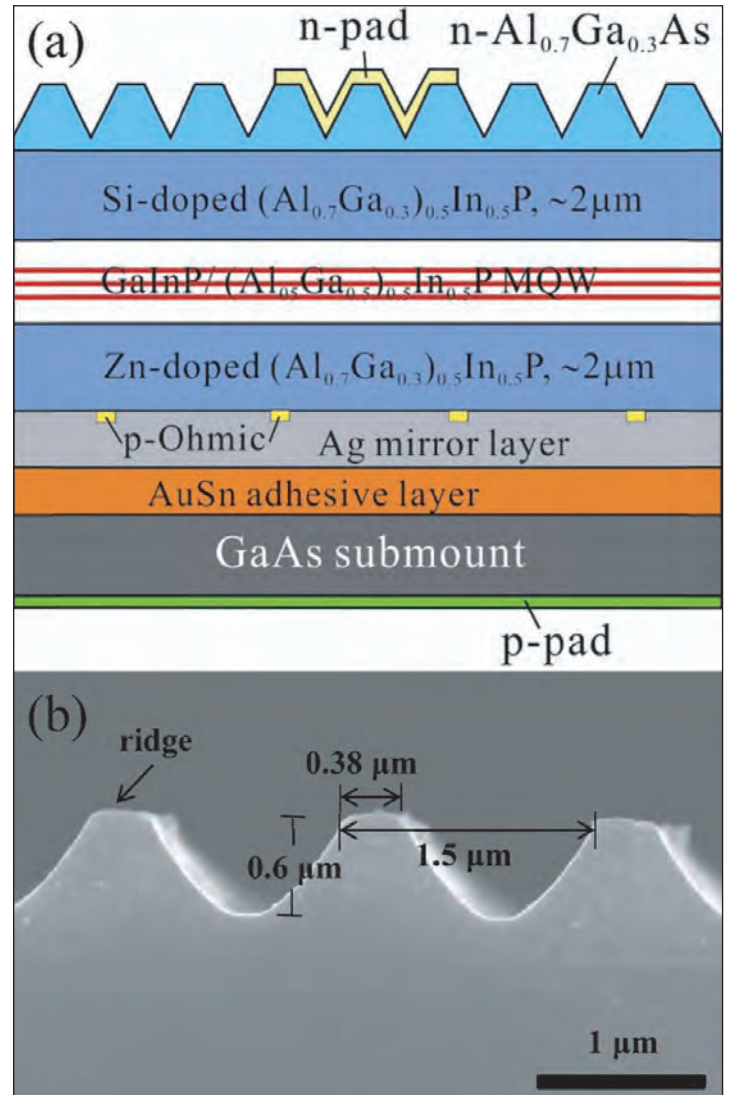 (a)
n-pad
n-Al₀.₇Ga₀.₃As
Si-doped (Al₀.₇Ga₀.₃)₀.₅In₀.₅P, ~2μm
GaInP/ (Al₀₅Ga₀.₅)₀.₅In₀.₅P MQW
Zn-doped (Al₀.₇Ga₀.₃)₀.₅In₀.₅P, ~2μm
p-Ohmic
Ag mirror layer
AuSn adhesive layer
GaAs submount
p-pad
(b)
ridge
0.38 μm
0.6 μm
1.5 μm
1 μm